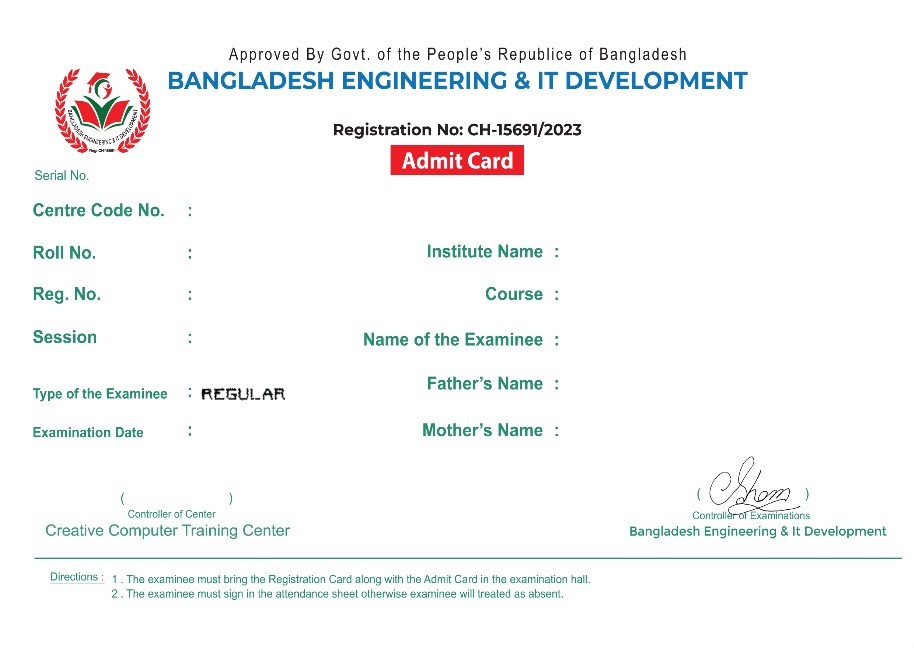 Approved By Govt. of the People's Republice of Bangladesh
BANGLADESH ENGINEERING & IT DEVELOPMENT
BANGLADESH ENGINEERING & IT DEVELOPMENT
Registration No: CH-15691/2023
Admit Card
Serial No.
Centre Code No. :
Roll No. :
Institute Name :
Reg. No. :
Course :
Session :
Name of the Examinee :
Father's Name :
Type of the Examinee : REGULAR
Examination Date :
Mother's Name :
( )
( Shom )
Controller of Center
Controller of Examinations
Creative Computer Training Center
Bangladesh Engineering & It Development
Directions : 1 . The examinee must bring the Registration Card along with the Admit Card in the examination hall.
2 . The examinee must sign in the attendance sheet otherwise examinee will treated as absent.